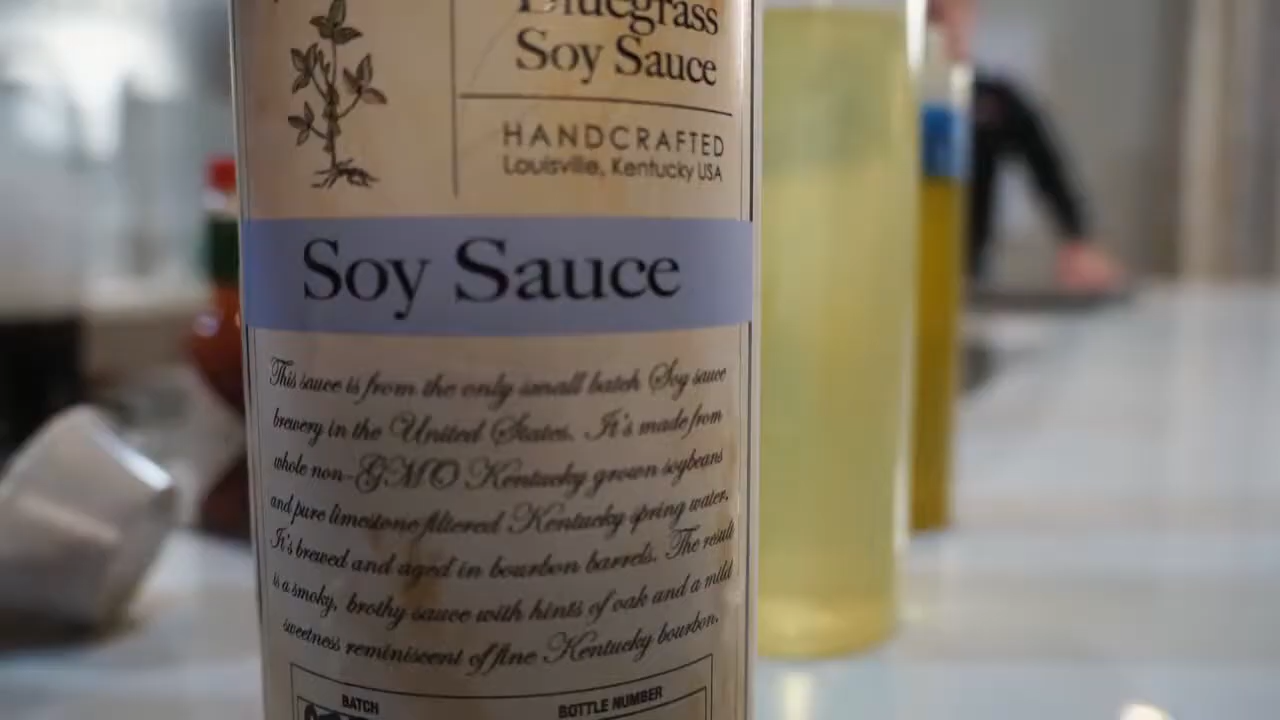 Bluegrass
Soy Sauce
HANDCRAFTED
Louisville, Kentucky USA
Soy Sauce
This sauce is from the only small batch Soy sauce
brewery in the United States. It's made from
whole non-GMO Kentucky grown soybeans
and pure limestone filtered Kentucky spring water.
It's brewed and aged in bourbon barrels. The result
is a smoky, brothy sauce with hints of oak and a mild
sweetness reminiscent of fine Kentucky bourbon.
BATCH
BOTTLE NUMBER